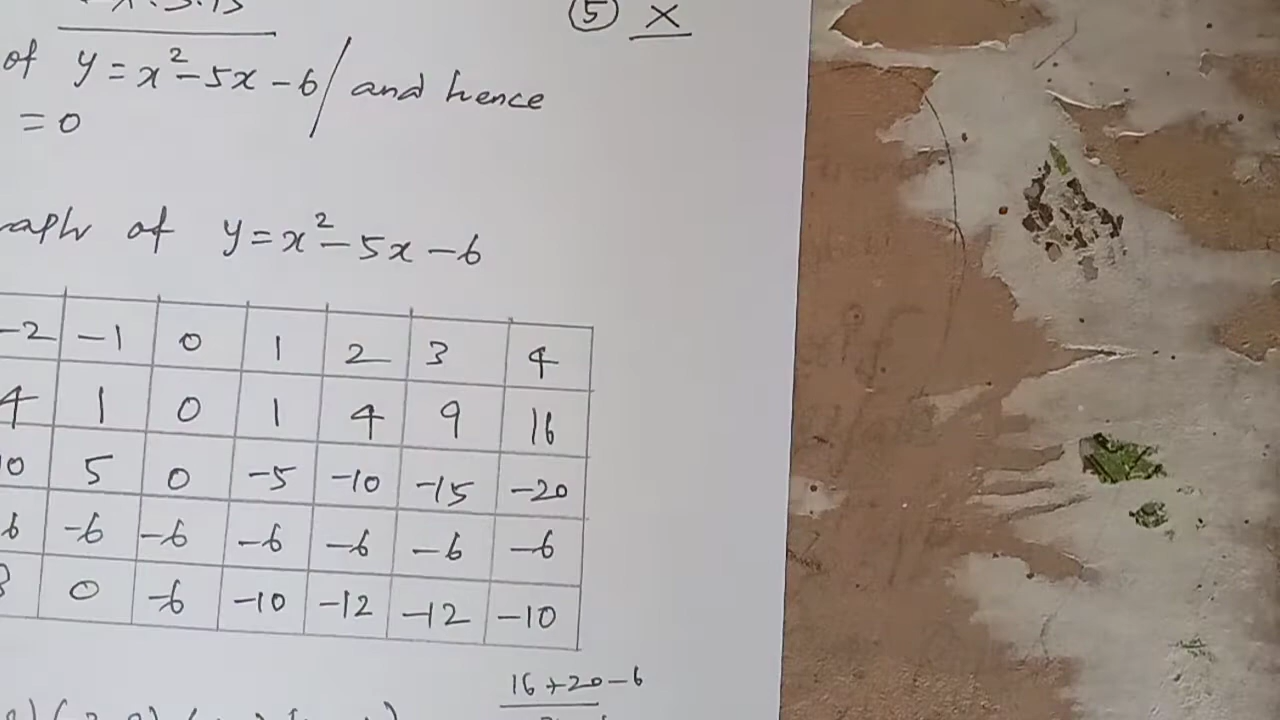 ⑤ x
of y = x² - 5x - 6 / and hence
= 0
of y = x² - 5x - 6
-2 -1 0 1 2 3 4
4 1 0 1 4 9 16
10 5 0 -5 -10 -15 -20
6 -6 -6 -6 -6 -6 -6
0 -6 -10 -12 -12 -10
16 + 20 - 6